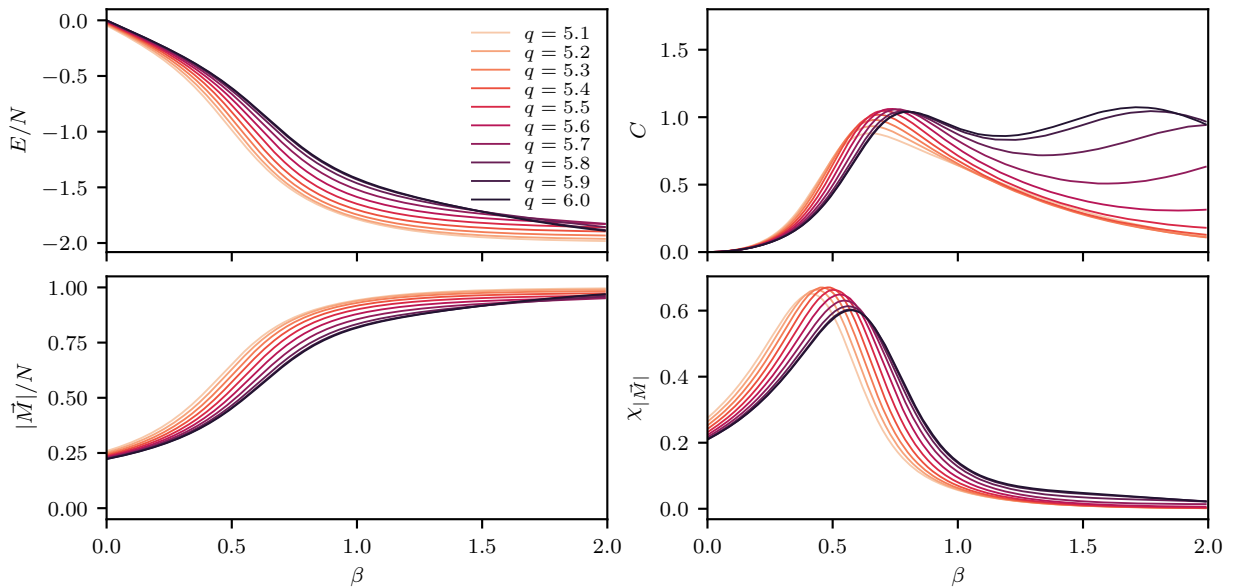 0.0
−0.5
−1.0
−1.5
−2.0
E/N
q = 5.1
q = 5.2
q = 5.3
q = 5.4
q = 5.5
q = 5.6
q = 5.7
q = 5.8
q = 5.9
q = 6.0
1.5
1.0
0.5
0.0
C
1.00
0.75
0.50
0.25
0.00
|M⃗|/N
0.0 0.5 1.0 1.5 2.0
β
0.6
0.4
0.2
0.0
χ|M⃗|
0.0 0.5 1.0 1.5 2.0
β